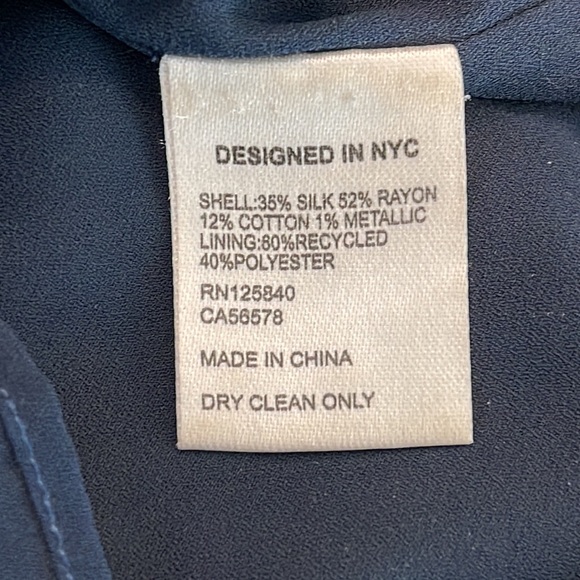 DESIGNED IN NYC
SHELL:35% SILK 52% RAYON
12% COTTON 1% METALLIC
LINING:60%RECYCLED
40%POLYESTER
RN125840
CA56578
MADE IN CHINA
DRY CLEAN ONLY